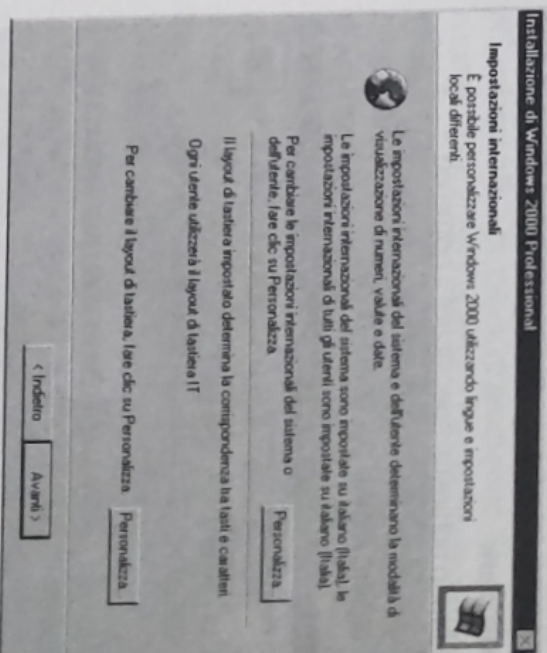 Installazione di Windows 2000 Professional
Impostazioni internazionali
È possibile personalizzare Windows 2000 utilizzando lingue e impostazioni
locali differenti.
Le impostazioni internazionali del sistema e dell'utente determinano la modalità di
visualizzazione di numeri, valute e date.
Le impostazioni internazionali del sistema sono impostate su italiano (Italia), le
impostazioni internazionali di tutti gli utenti sono impostate su italiano (Italia).
Per cambiare le impostazioni internazionali del sistema o
dell'utente, fare clic su Personalizza.
Personalizza...
Il layout di tastiera impostato determina la corrispondenza tra tasti e caratteri.
Ogni utente utilizzerà il layout di tastiera IT
Per cambiare il layout di tastiera, fare clic su Personalizza.
Personalizza...
< Indietro
Avanti >